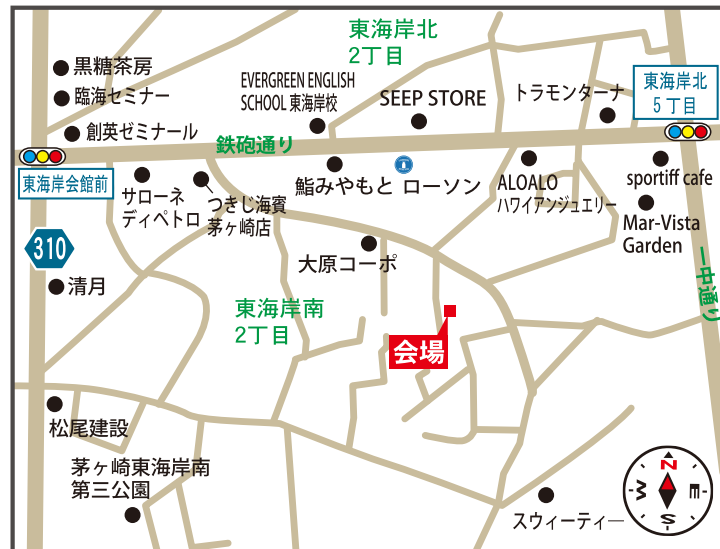 東海岸北
2丁目
黒糖茶房
臨海セミナー
創英ゼミナール
EVERGREEN ENGLISH
SCHOOL 東海岸校
SEEP STORE
トラモンターナ
東海岸北
5丁目
鉄砲通り
東海岸会館前
サローネ
ディペトロ
つきじ海賓
茅ヶ崎店
鮨みやもと
ローソン
ALOALO
ハワイアンジュエリー
sportiff cafe
Mar-Vista
Garden
310
清月
大原コーポ
一中通り
東海岸南
2丁目
会場
松尾建設
茅ヶ崎東海岸南
第三公園
スウィーティー
N
W
E
S